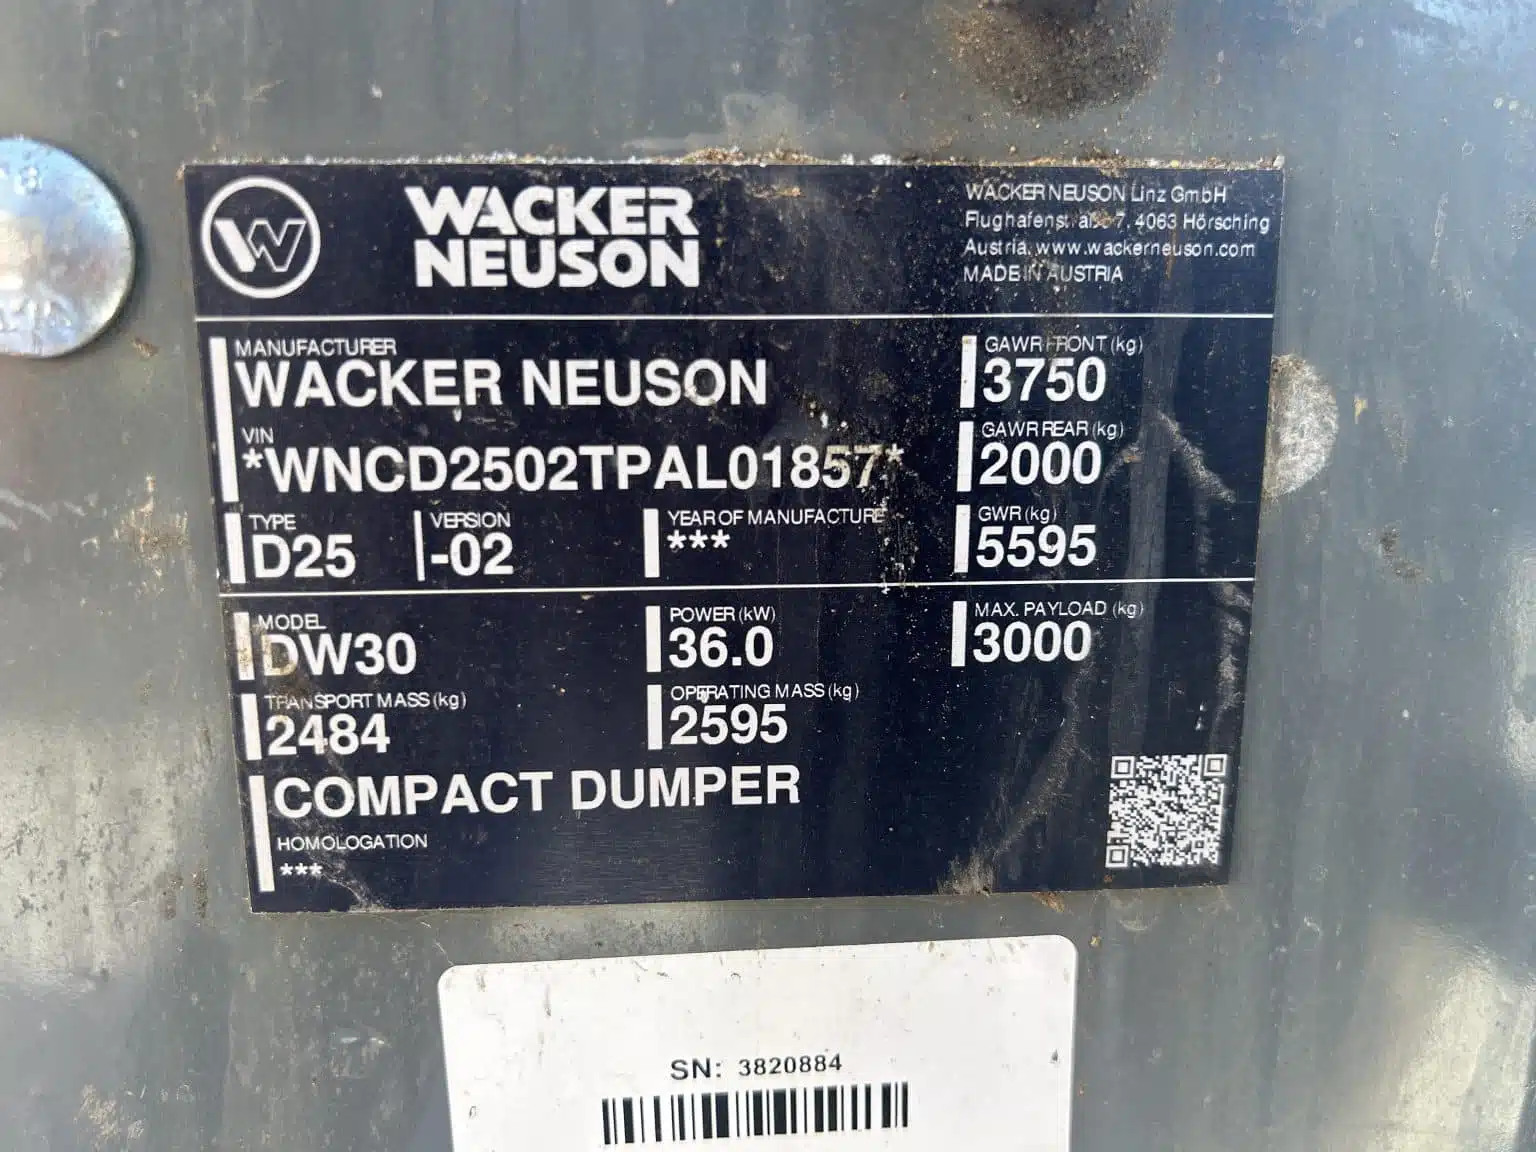 WACKER
NEUSON
WACKER NEUSON Linz GmbH
7, 4063 Hörsching
Austria, www.wackerneuson.com
MADE IN AUSTRIA
MANUFACTURER
WACKER NEUSON
GAWR FRONT (kg)
3750
VIN
*WNCD2502TPAL01857*
GAWR REAR (kg)
2000
TYPE
D25
VERSION
-02
YEAR OF MANUFACTURE
***
GWR (kg)
5595
MODEL
DW30
POWER (kW)
36.0
MAX. PAYLOAD (kg)
3000
TRANSPORT MASS (kg)
2484
OPERATING MASS (kg)
2595
COMPACT DUMPER
HOMOLOGATION
***
SN: 3820884